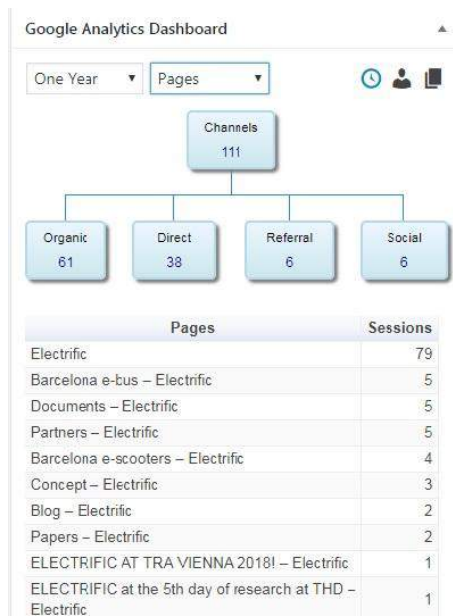 Google Analytics Dashboard
One Year Pages
Channels
111
Organic Direct Referral Social
61 38 6 6
Pages Sessions
Electrific 79
Barcelona e-bus – Electrific 5
Documents – Electrific 5
Partners – Electrific 5
Barcelona e-scooters – Electrific 4
Concept – Electrific 3
Blog – Electrific 2
Papers – Electrific 2
ELECTRIFIC AT TRA VIENNA 2018! – Electrific 1
ELECTRIFIC at the 5th day of research at THD –
Electrific 1